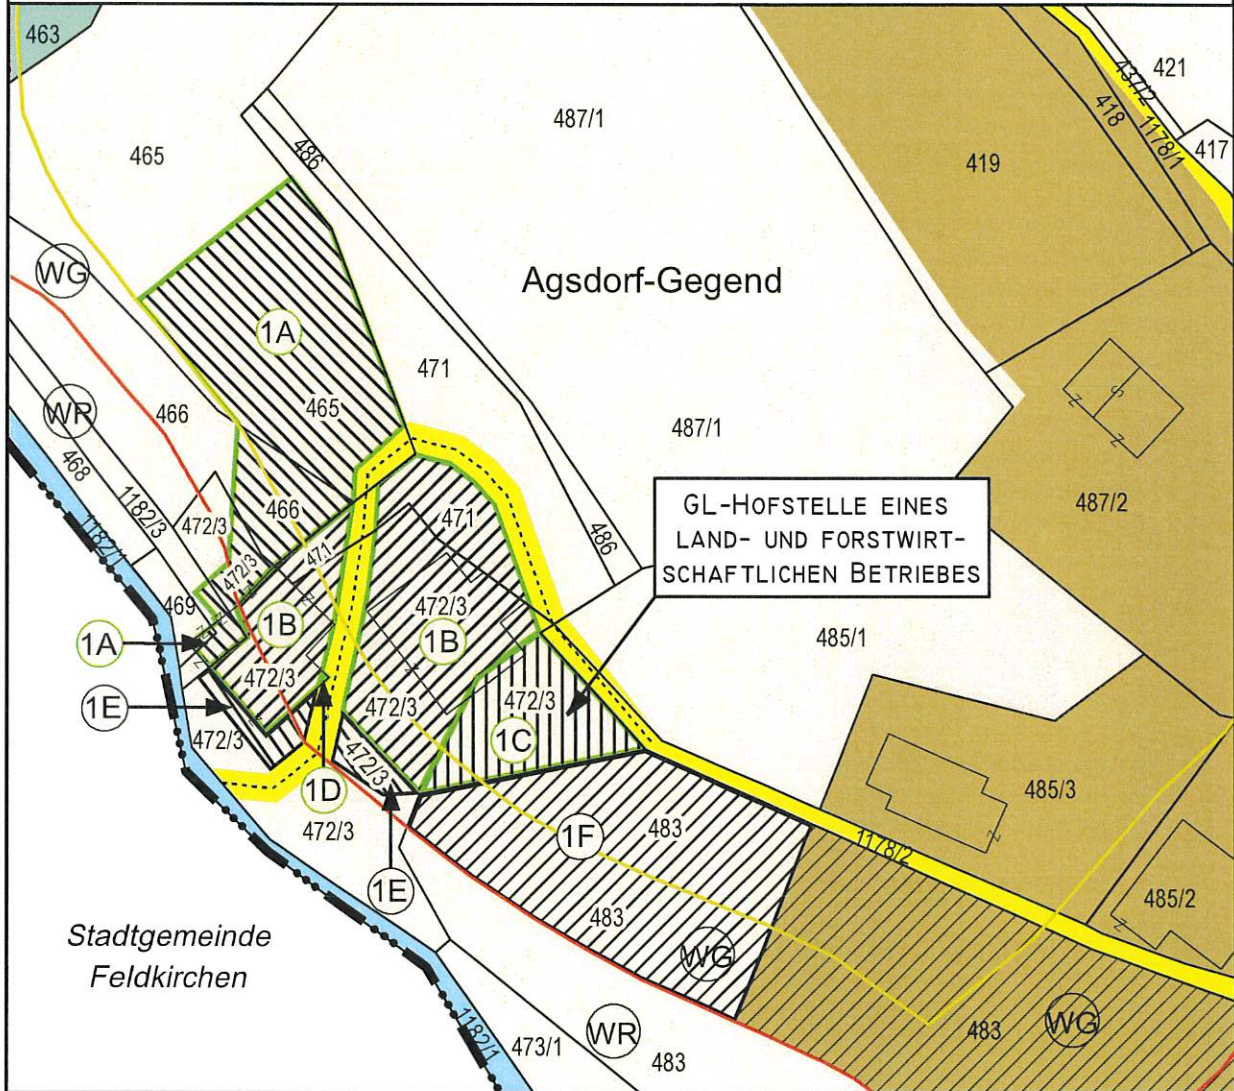 463
437/2
421
418
1178/1
417
487/1
465
486
419
WG
Agsdorf-Gegend
1A
471
465
WR
466
487/1
468
1182/3
GL-HOFSTELLE EINES
LAND- UND FORSTWIRT-
SCHAFTLICHEN BETRIEBES
487/2
S
Z
Z
472/3
466
471
1182/1
486
471
472/3
469
Z
Z
Z
Z
Z
1B
472/3
1B
485/1
1A
472/3
472/3
472/3
1E
Z
Z
472/3
1C
472/3
1D
472/3
485/3
Z
1F
483
1178/2
1E
485/2
Z
483
Stadtgemeinde
Feldkirchen
WG
1182/1
WR
473/1
483
483
WG